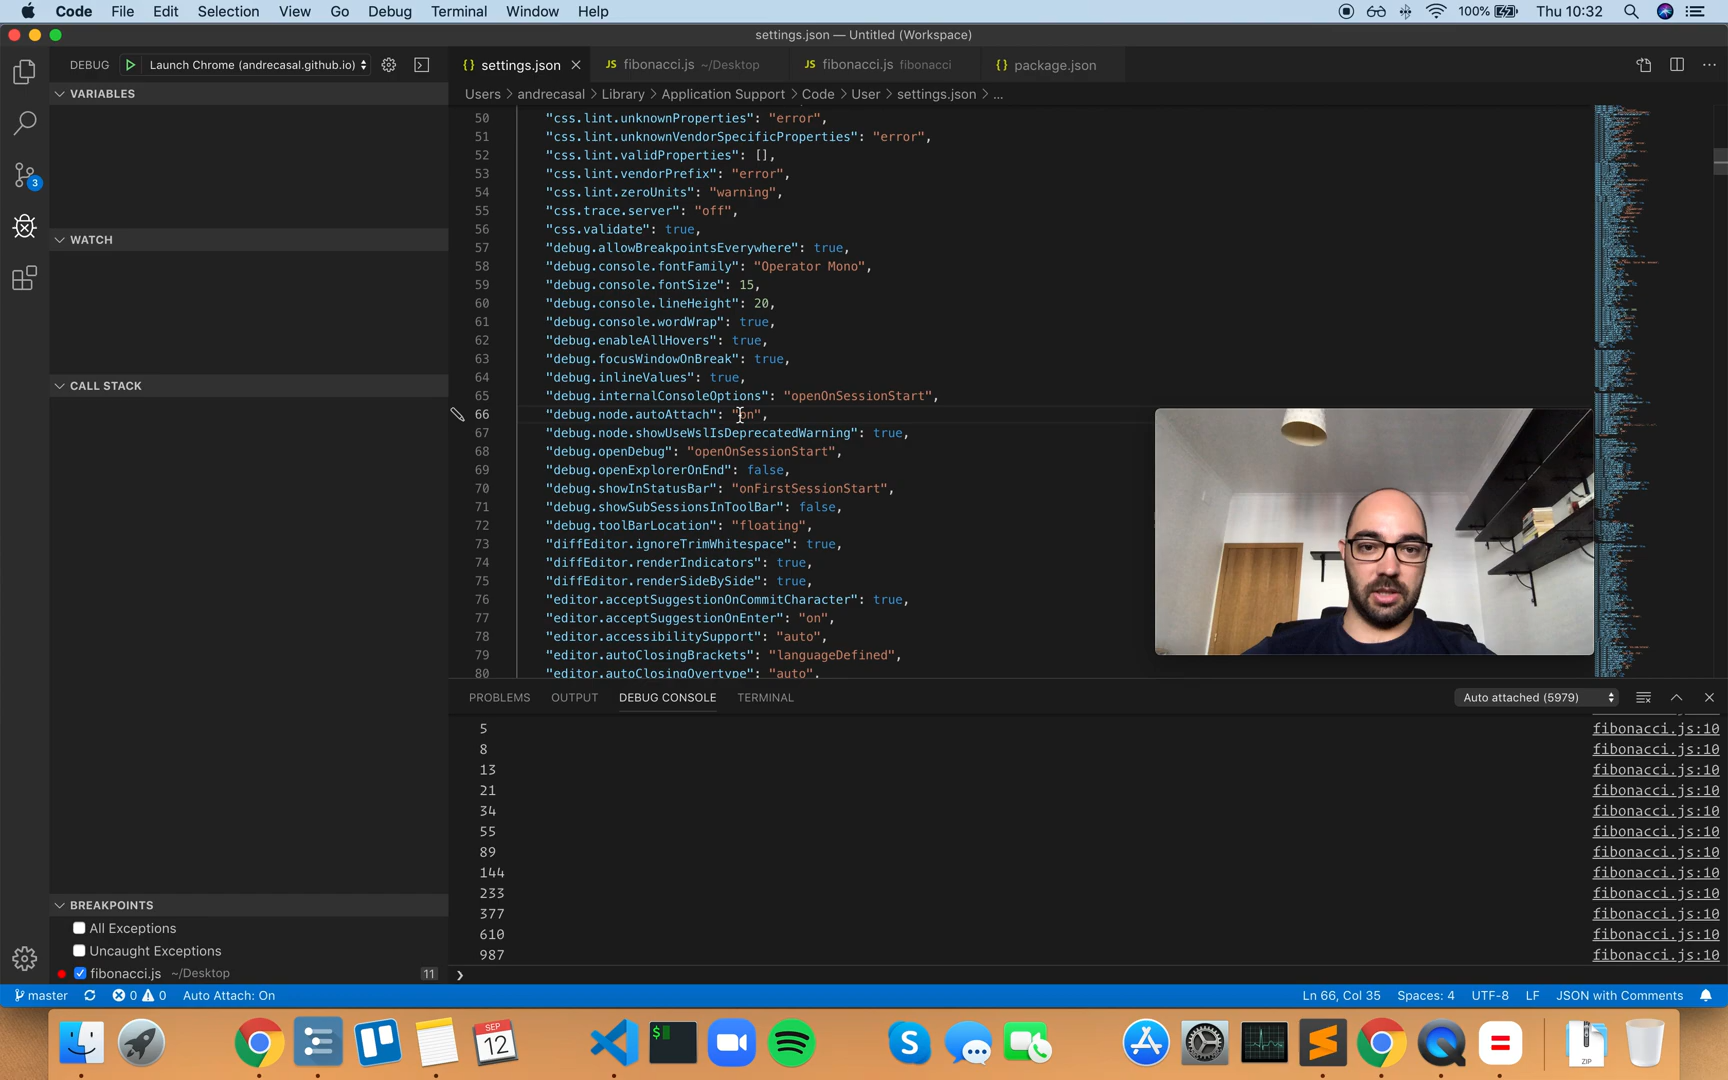 Code File Edit Selection View Go Debug Terminal Window Help
100% Thu 10:32
settings.json — Untitled (Workspace)
DEBUG Launch Chrome (andrecasal.github.io)
{ } settings.json
JS fibonacci.js ~/Desktop
JS fibonacci.js fibonacci
{ } package.json
Users > andrecasal > Library > Application Support > Code > User > settings.json > ...
3
VARIABLES
WATCH
CALL STACK
BREAKPOINTS
All Exceptions
Uncaught Exceptions
fibonacci.js ~/Desktop 11
50 "css.lint.unknownProperties": "error",
51 "css.lint.unknownVendorSpecificProperties": "error",
52 "css.lint.validProperties": [],
53 "css.lint.vendorPrefix": "error",
54 "css.lint.zeroUnits": "warning",
55 "css.trace.server": "off",
56 "css.validate": true,
57 "debug.allowBreakpointsEverywhere": true,
58 "debug.console.fontFamily": "Operator Mono",
59 "debug.console.fontSize": 15,
60 "debug.console.lineHeight": 20,
61 "debug.console.wordWrap": true,
62 "debug.enableAllHovers": true,
63 "debug.focusWindowOnBreak": true,
64 "debug.inlineValues": true,
65 "debug.internalConsoleOptions": "openOnSessionStart",
66 "debug.node.autoAttach": "on",
67 "debug.node.showUseWslIsDeprecatedWarning": true,
68 "debug.openDebug": "openOnSessionStart",
69 "debug.openExplorerOnEnd": false,
70 "debug.showInStatusBar": "onFirstSessionStart",
71 "debug.showSubSessionsInToolBar": false,
72 "debug.toolBarLocation": "floating",
73 "diffEditor.ignoreTrimWhitespace": true,
74 "diffEditor.renderIndicators": true,
75 "diffEditor.renderSideBySide": true,
76 "editor.acceptSuggestionOnCommitCharacter": true,
77 "editor.acceptSuggestionOnEnter": "on",
78 "editor.accessibilitySupport": "auto",
79 "editor.autoClosingBrackets": "languageDefined",
80 "editor.autoClosingOvertype": "auto",
PROBLEMS OUTPUT DEBUG CONSOLE TERMINAL
Auto attached (5979)
5 fibonacci.js:10
8 fibonacci.js:10
13 fibonacci.js:10
21 fibonacci.js:10
34 fibonacci.js:10
55 fibonacci.js:10
89 fibonacci.js:10
144 fibonacci.js:10
233 fibonacci.js:10
377 fibonacci.js:10
610 fibonacci.js:10
987 fibonacci.js:10
master 0 0 Auto Attach: On
Ln 66, Col 35 Spaces: 4 UTF-8 LF JSON with Comments
SEP
12
$
ZIP